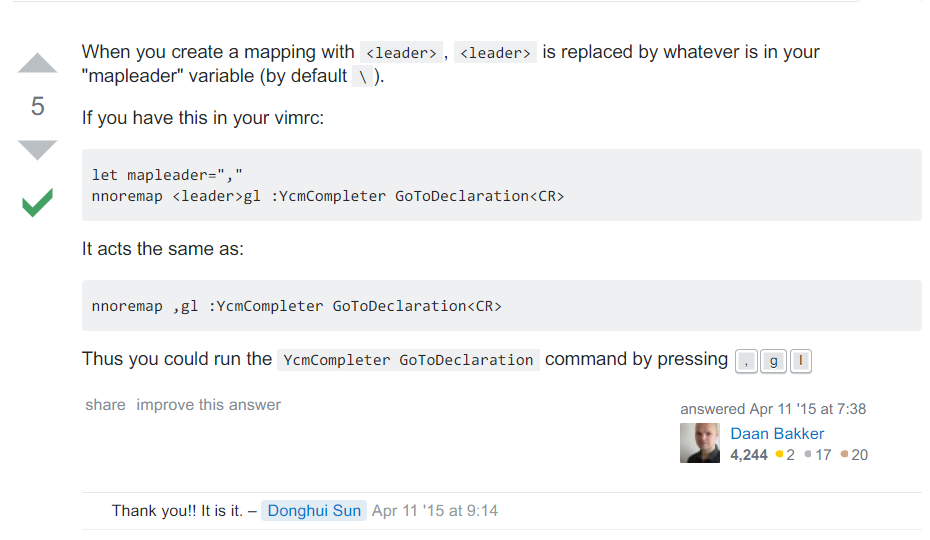 When you create a mapping with <leader>, <leader> is replaced by whatever is in your
"mapleader" variable (by default \).
5
If you have this in your vimrc:
let mapleader=","
nnoremap <leader>gl :YcmCompleter GoToDeclaration<CR>
It acts the same as:
nnoremap ,gl :YcmCompleter GoToDeclaration<CR>
Thus you could run the YcmCompleter GoToDeclaration command by pressing , g l
share improve this answer
answered Apr 11 '15 at 7:38
Daan Bakker
4,244 2 17 20
Thank you!! It is it. – Donghui Sun Apr 11 '15 at 9:14